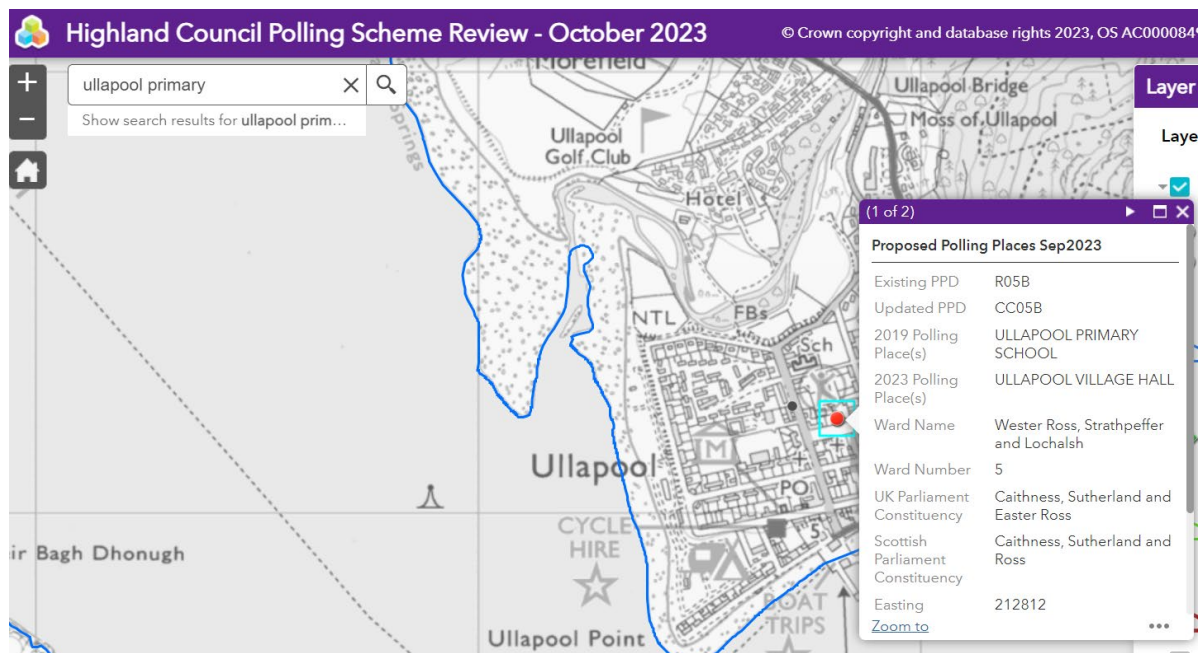 Highland Council Polling Scheme Review - October 2023
© Crown copyright and database rights 2023, OS AC0000849
+
ullapool primary
Show search results for ullapool prim...
−
Morefield
Springs
Ullapool Bridge
Moss of Ullapool
Ullapool
Golf Club
Hotel
NTL
FBs
Sch
M
Ullapool
PO
CYCLE
HIRE
ir Bagh Dhonugh
BOAT
TRIPS
Ullapool Point
Layer
Laye
(1 of 2)
Proposed Polling Places Sep2023
Existing PPD R05B
Updated PPD CC05B
2019 Polling ULLAPOOL PRIMARY
Place(s) SCHOOL
2023 Polling ULLAPOOL VILLAGE HALL
Place(s)
Ward Name Wester Ross, Strathpeffer
and Lochalsh
Ward Number 5
UK Parliament Caithness, Sutherland and
Constituency Easter Ross
Scottish Caithness, Sutherland and
Parliament Ross
Constituency
Easting 212812
Zoom to